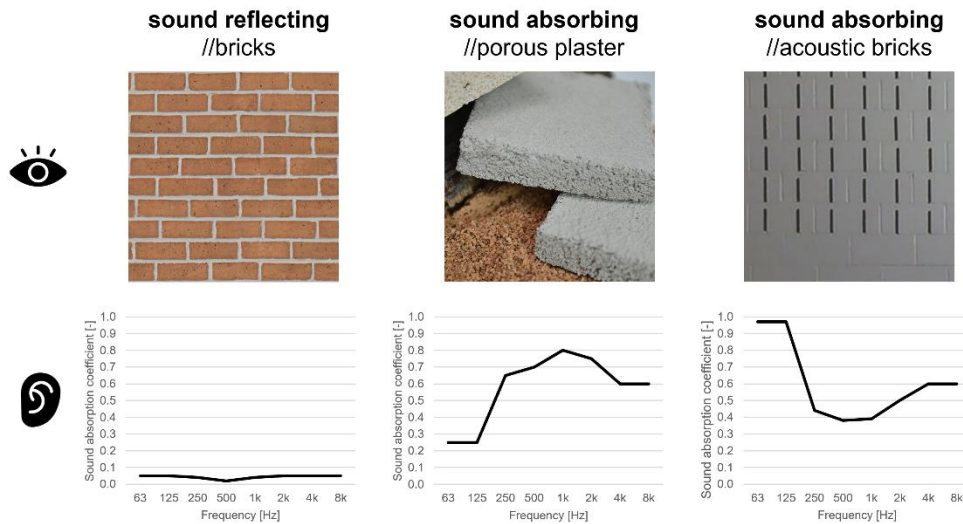 sound reflecting
//bricks
sound absorbing
//porous plaster
sound absorbing
//acoustic bricks
Sound absorption coefficient [-]
1.0
0.9
0.8
0.7
0.6
0.5
0.4
0.3
0.2
0.1
0.0
63 125 250 500 1k 2k 4k 8k
Frequency [Hz]
Sound absorption coefficient [-]
1.0
0.9
0.8
0.7
0.6
0.5
0.4
0.3
0.2
0.1
0.0
63 125 250 500 1k 2k 4k 8k
Frequency [Hz]
Sound absorption coefficient [-]
1.0
0.9
0.8
0.7
0.6
0.5
0.4
0.3
0.2
0.1
0.0
63 125 250 500 1k 2k 4k 8k
Frequency [Hz]